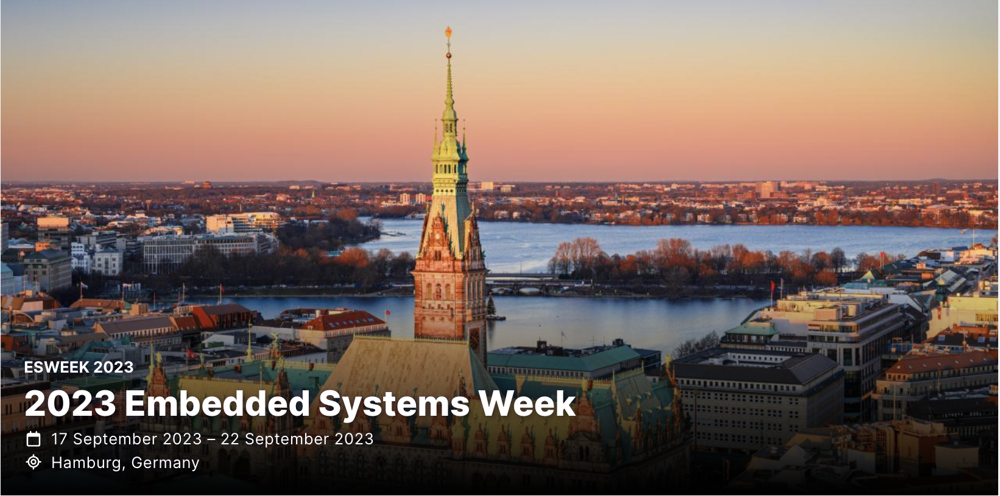 ESWEEK 2023
2023 Embedded Systems Week
17 September 2023 – 22 September 2023
Hamburg, Germany